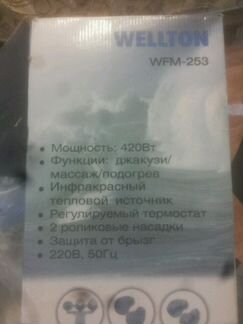 WELLTON
WFM-253
• Мощность: 420Вт
• Функции: джакузи/
массаж/подогрев
• Инфракрасный
тепловой источник
• Регулируемый термостат
• 2 роликовые насадки
• Защита от брызг
• 220В, 50Гц